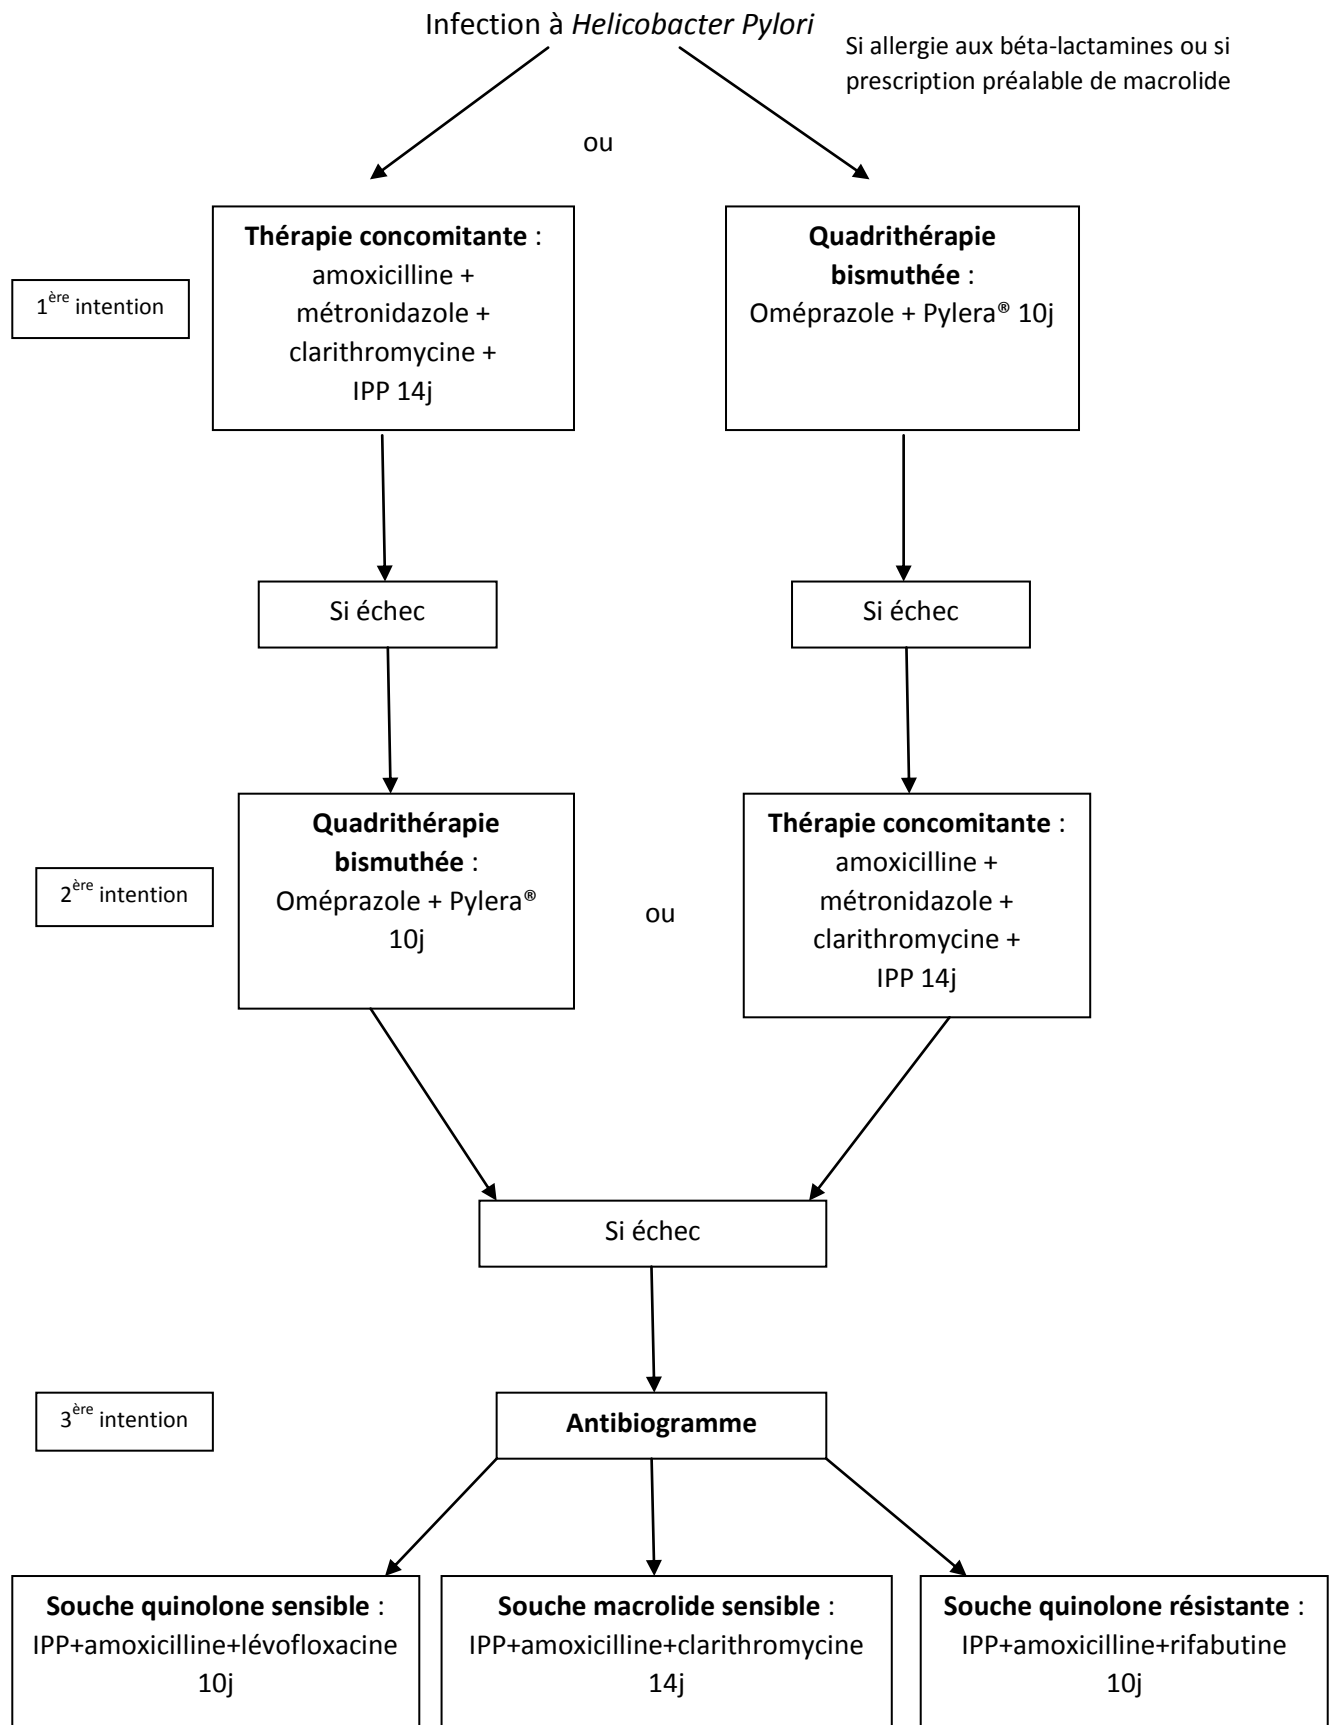 Infection à Helicobacter Pylori
Si allergie aux béta-lactamines ou si
prescription préalable de macrolide
ou
1ère intention
Thérapie concomitante :
amoxicilline +
métronidazole +
clarithromycine +
IPP 14j
Quadrithérapie
bismuthée :
Oméprazole + Pylera® 10j
Si échec
Si échec
2ère intention
Quadrithérapie
bismuthée :
Oméprazole + Pylera®
10j
ou
Thérapie concomitante :
amoxicilline +
métronidazole +
clarithromycine +
IPP 14j
Si échec
3ère intention
Antibiogramme
Souche quinolone sensible :
IPP+amoxicilline+lévofloxacine
10j
Souche macrolide sensible :
IPP+amoxicilline+clarithromycine
14j
Souche quinolone résistante :
IPP+amoxicilline+rifabutine
10j